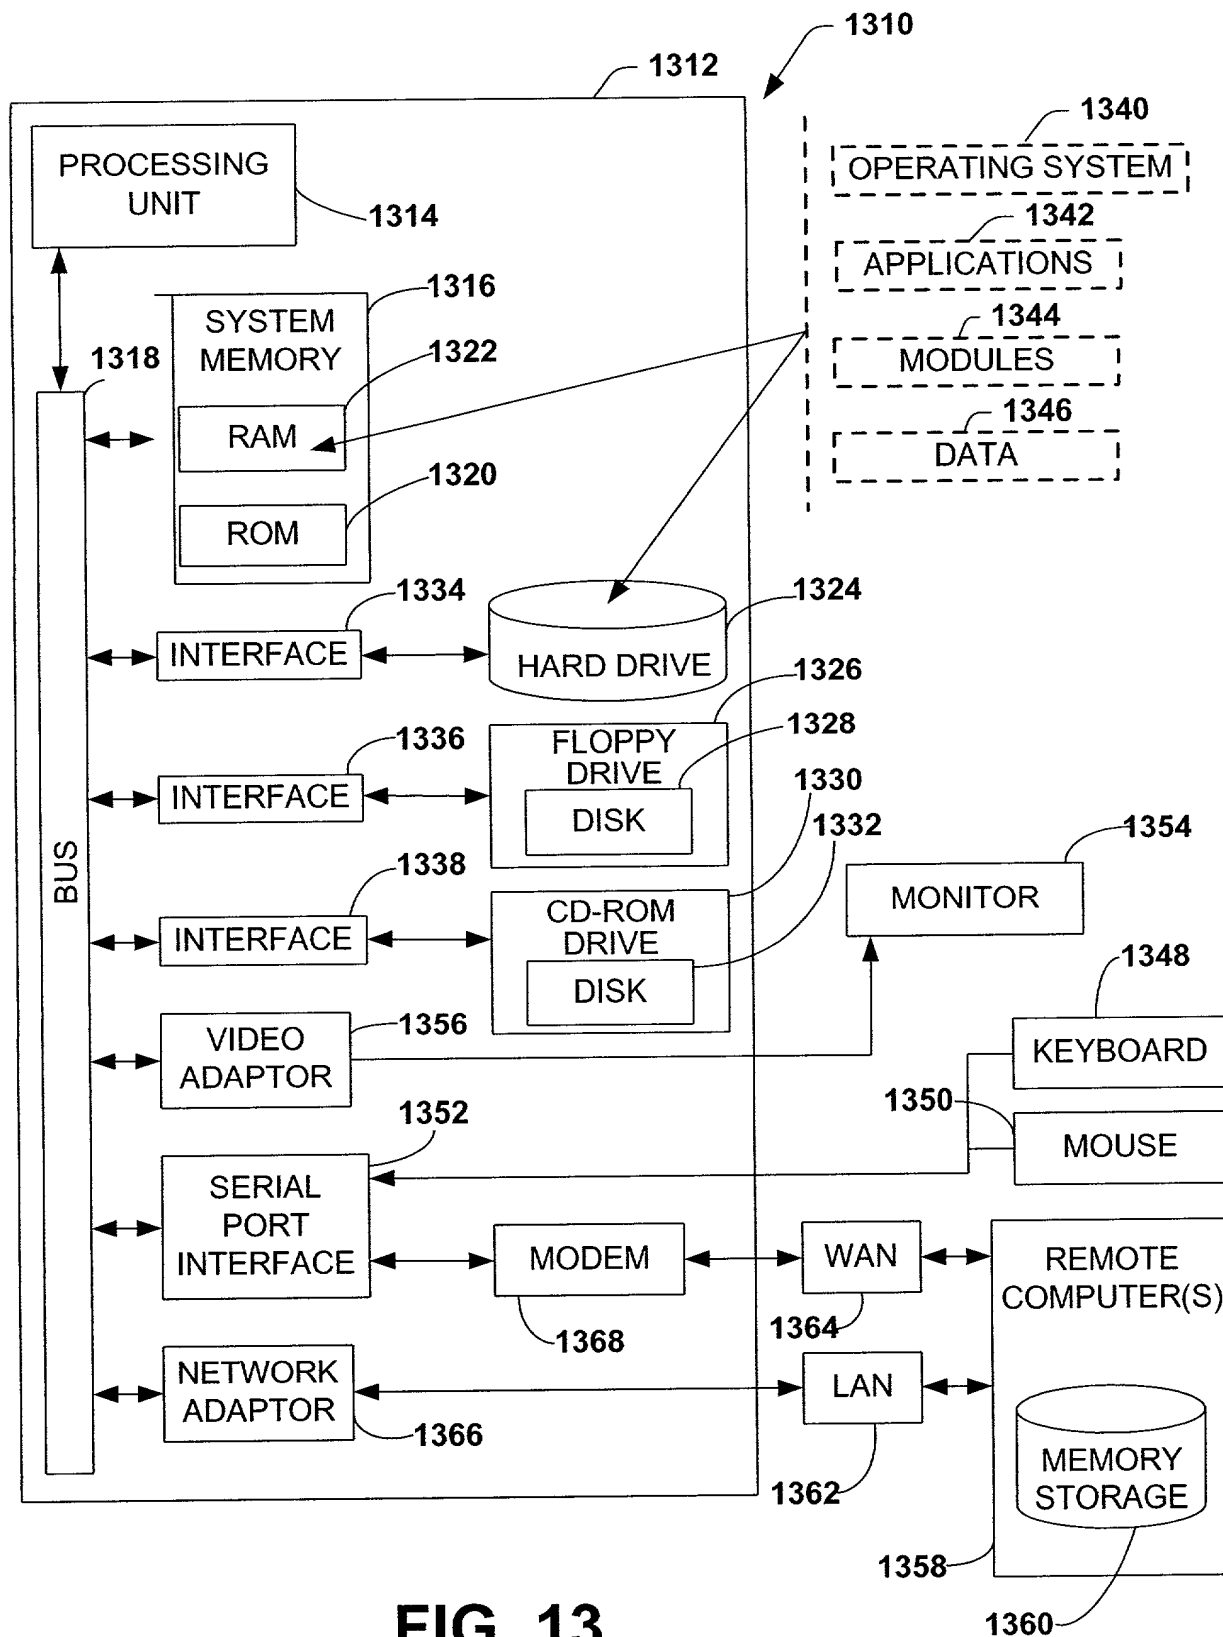 1310
1312
1340
PROCESSING
UNIT
OPERATING SYSTEM
1314
1342
APPLICATIONS
1316
SYSTEM
MEMORY
1344
1318
1322
MODULES
1346
RAM
DATA
1320
ROM
1334
1324
INTERFACE
HARD DRIVE
1326
1336
1328
FLOPPY
DRIVE
1330
INTERFACE
DISK
1332
1354
BUS
1338
MONITOR
CD-ROM
DRIVE
INTERFACE
1348
DISK
1356
VIDEO
ADAPTOR
KEYBOARD
1350
1352
MOUSE
SERIAL
PORT
INTERFACE
MODEM
WAN
REMOTE
COMPUTER(S)
1368
1364
NETWORK
ADAPTOR
LAN
1366
1362
MEMORY
STORAGE
1358
1360
FIG. 13